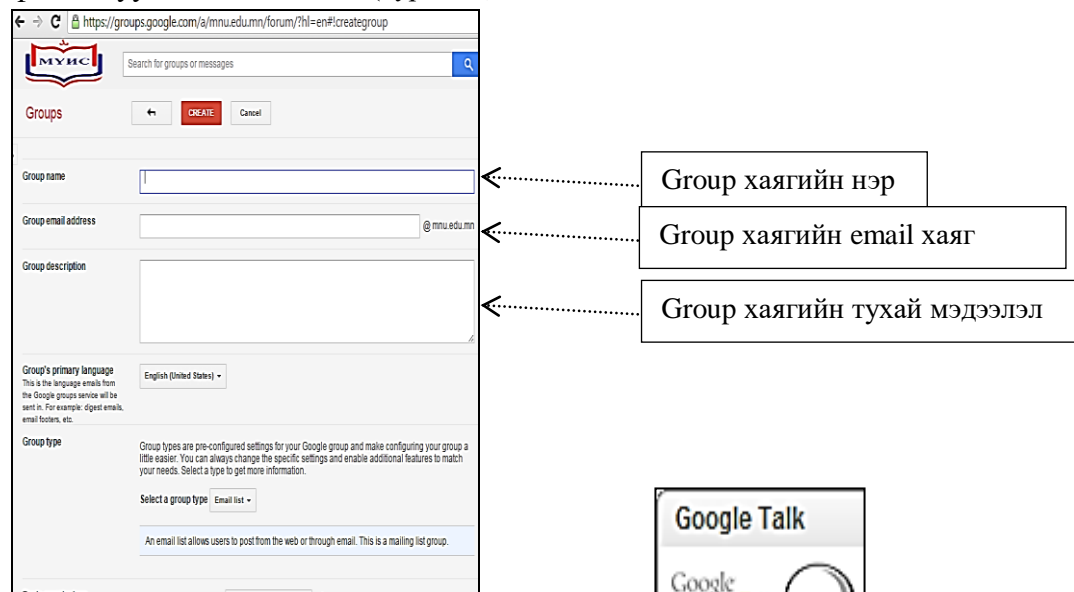 https://groups.google.com/a/mnu.edu.mn/forum/?hl=en#!creategroup
МУИС
Search for groups or messages
Groups
CREATE
Cancel
Group name
Group хаягийн нэр
Group email address
@ mnu.edu.mn
Group хаягийн email хаяг
Group description
Group хаягийн тухай мэдээлэл
Group's primary language
This is the language emails from
the Google groups service will be
sent in. For example: digest emails,
email footers, etc.
English (United States)
Group type
Group types are pre-configured settings for your Google group and make configuring your group a
little easier. You can always change the specific settings and enable additional features to match
your needs. Select a type to get more information.
Select a group type Email list
An email list allows users to post from the web or through email. This is a mailing list group.
Google Talk
Google